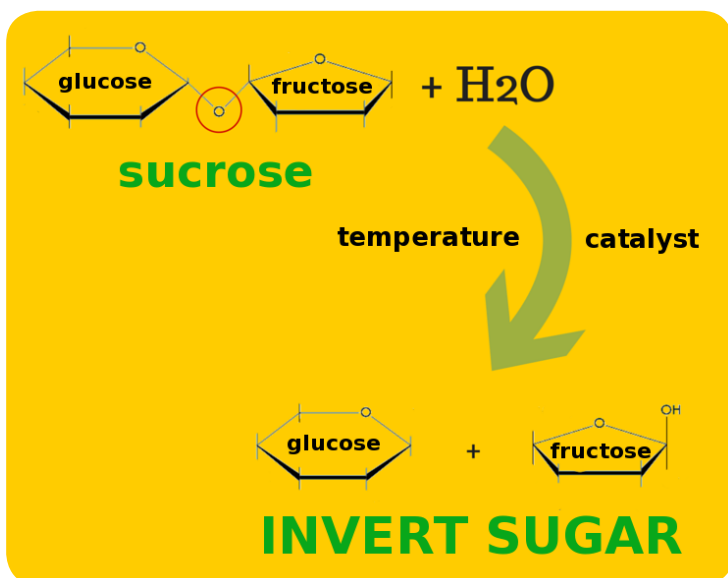 O
O
glucose
fructose
+ H2O
O
sucrose
temperature
catalyst
OH
O
O
glucose
+
fructose
INVERT SUGAR